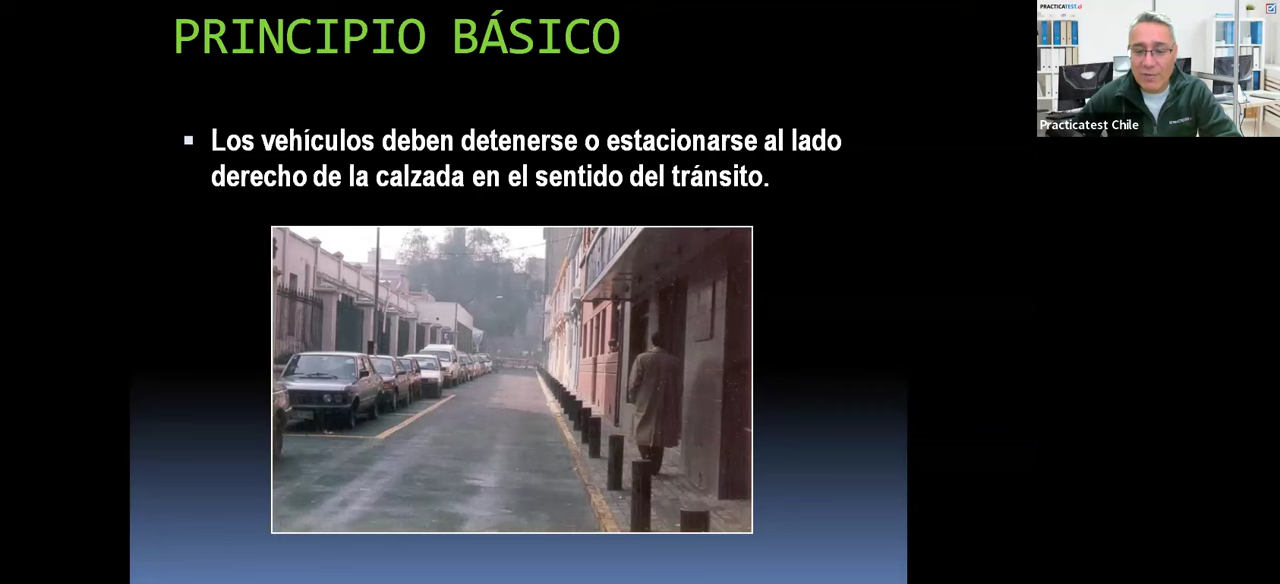 PRINCIPIO BÁSICO
PRACTICATEST.cl
▪ Los vehículos deben detenerse o estacionarse al lado
derecho de la calzada en el sentido del tránsito.
Practicatest Chile